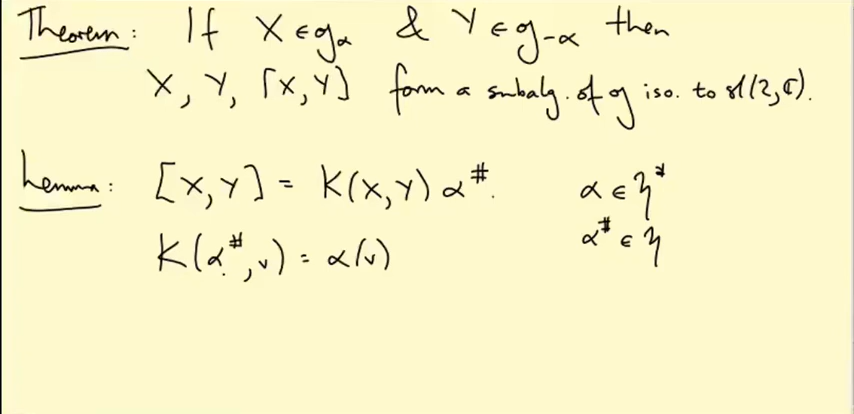 Theorem: If X ∈ g_α & Y ∈ g_-α then
X, Y, [X,Y] form a subalg. of g iso. to sl(2,C).
Lemma: [X,Y] = K(X,Y) α^#. α ∈ η*
K(α^#, v) = α(v) α^# ∈ η